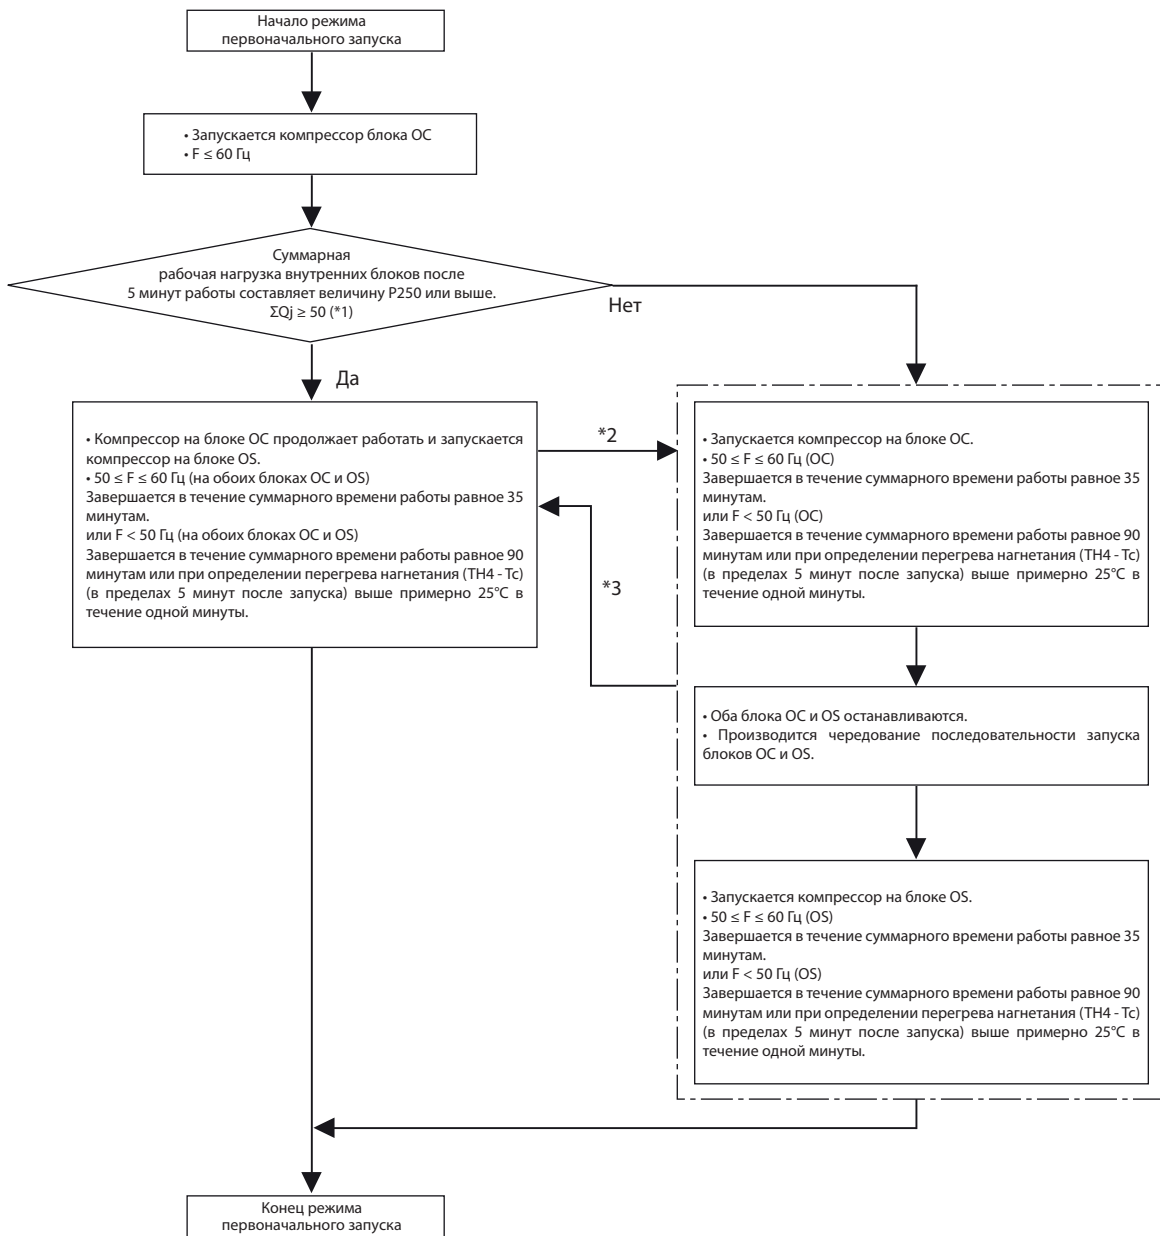 Начало режима
первоначального запуска
• Запускается компрессор блока OC
• F ≤ 60 Гц
Суммарная
рабочая нагрузка внутренних блоков после
5 минут работы составляет величину P250 или выше.
ΣQj ≥ 50 (*1)
Нет
Да
• Компрессор на блоке OC продолжает работать и запускается
компрессор на блоке OS.
• 50 ≤ F ≤ 60 Гц (на обоих блоках OC и OS)
Завершается в течение суммарного времени работы равное 35
минутам.
или F < 50 Гц (на обоих блоках OC и OS)
Завершается в течение суммарного времени работы равное 90
минутам или при определении перегрева нагнетания (TH4 - Tc)
(в пределах 5 минут после запуска) выше примерно 25°C в
течение одной минуты.
*2
*3
• Запускается компрессор на блоке OC.
• 50 ≤ F ≤ 60 Гц (OC)
Завершается в течение суммарного времени работы равное 35
минутам.
или F < 50 Гц (OC)
Завершается в течение суммарного времени работы равное 90
минутам или при определении перегрева нагнетания (TH4 - Tc)
(в пределах 5 минут после запуска) выше примерно 25°C в
течение одной минуты.
• Оба блока OC и OS останавливаются.
• Производится чередование последовательности запуска
блоков OC и OS.
• Запускается компрессор на блоке OS.
• 50 ≤ F ≤ 60 Гц (OS)
Завершается в течение суммарного времени работы равное 35
минутам.
или F < 50 Гц (OS)
Завершается в течение суммарного времени работы равное 90
минутам или при определении перегрева нагнетания (TH4 - Tc)
(в пределах 5 минут после запуска) выше примерно 25°C в
течение одной минуты.
Конец режима
первоначального запуска